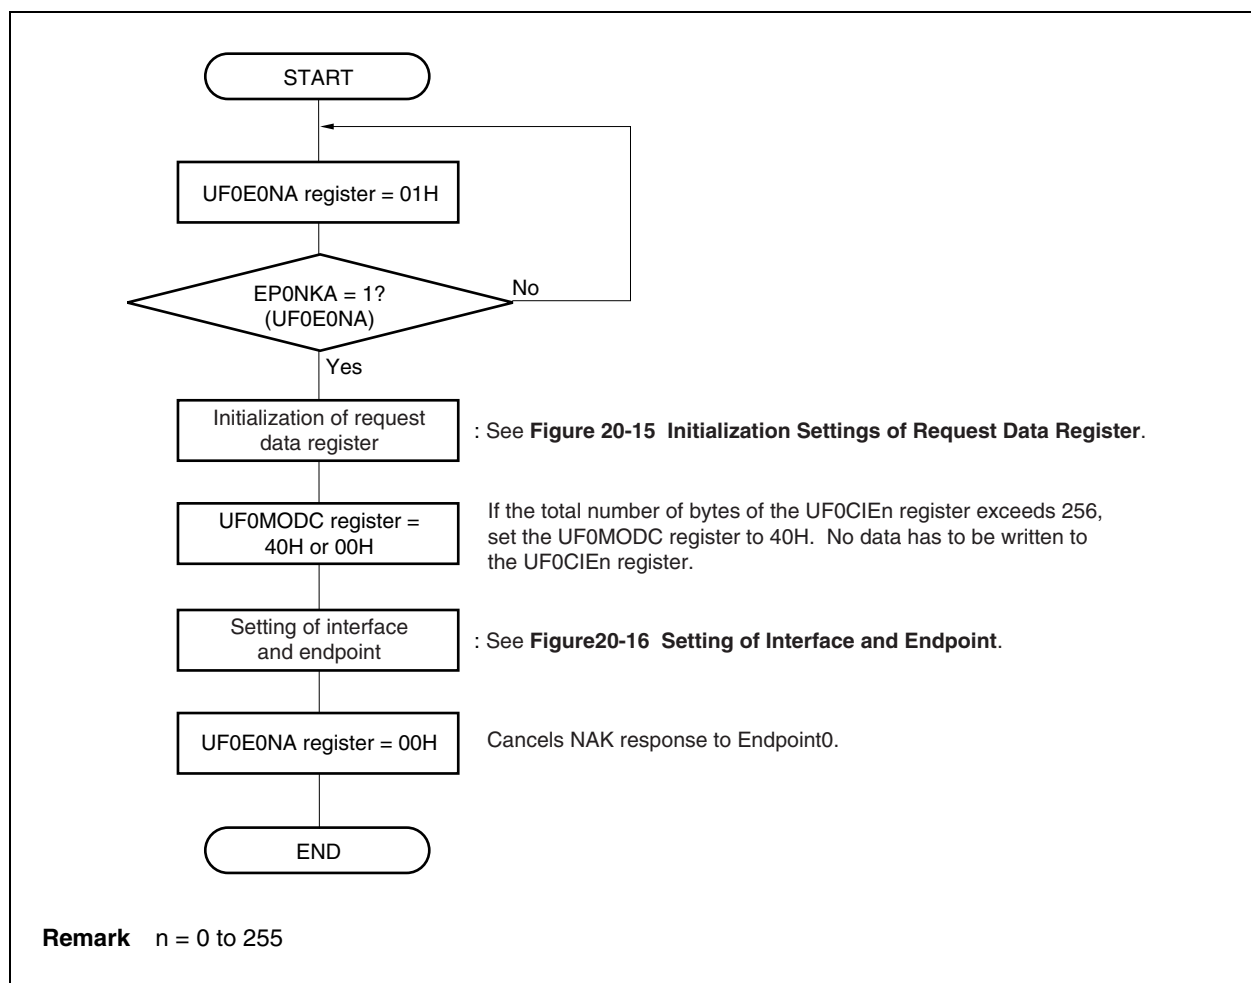 START
UF0E0NA register = 01H
EP0NKA = 1?
(UF0E0NA)
No
Yes
Initialization of request
data register
: See Figure 20-15  Initialization Settings of Request Data Register.
UF0MODC register =
40H or 00H
If the total number of bytes of the UF0CIEn register exceeds 256,
set the UF0MODC register to 40H.  No data has to be written to
the UF0CIEn register.
Setting of interface
and endpoint
: See Figure20-16  Setting of Interface and Endpoint.
UF0E0NA register = 00H
Cancels NAK response to Endpoint0.
END
Remark n = 0 to 255